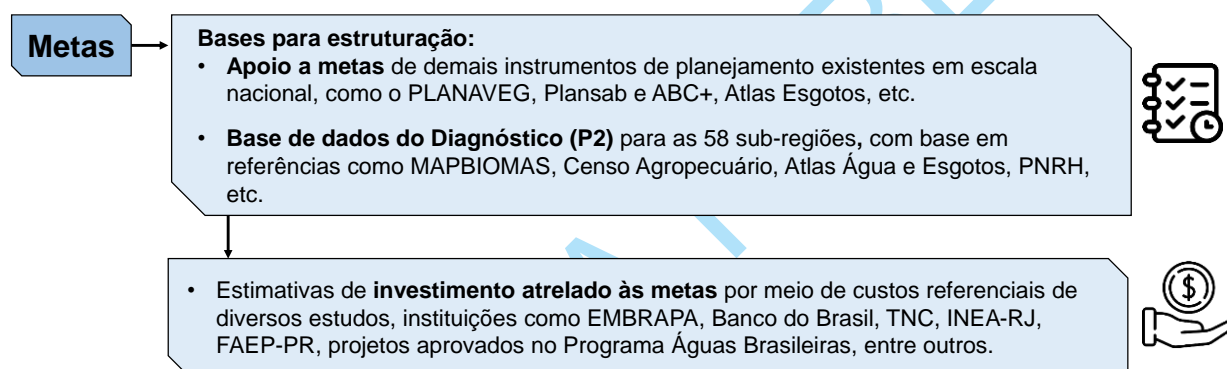 Metas
Bases para estruturação:
• Apoio a metas de demais instrumentos de planejamento existentes em escala
nacional, como o PLANAVEG, Plansab e ABC+, Atlas Esgotos, etc.
• Base de dados do Diagnóstico (P2) para as 58 sub-regiões, com base em
referências como MAPBIOMAS, Censo Agropecuário, Atlas Água e Esgotos, PNRH,
etc.
• Estimativas de investimento atrelado às metas por meio de custos referenciais de
diversos estudos, instituições como EMBRAPA, Banco do Brasil, TNC, INEA-RJ,
FAEP-PR, projetos aprovados no Programa Águas Brasileiras, entre outros.
$